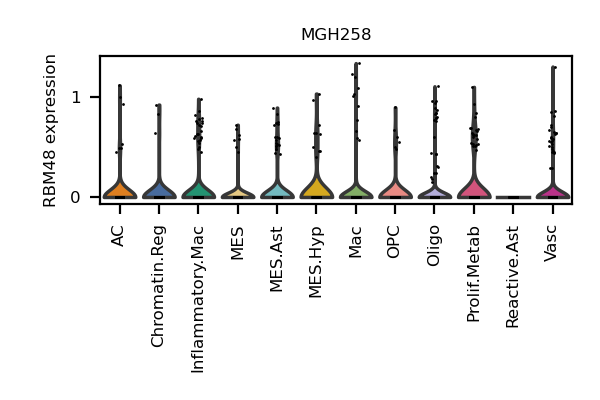 MGH258
RBM48 expression
1
0
AC
Chromatin.Reg
Inflammatory.Mac
MES
MES.Ast
MES.Hyp
Mac
OPC
Oligo
Prolif.Metab
Reactive.Ast
Vasc